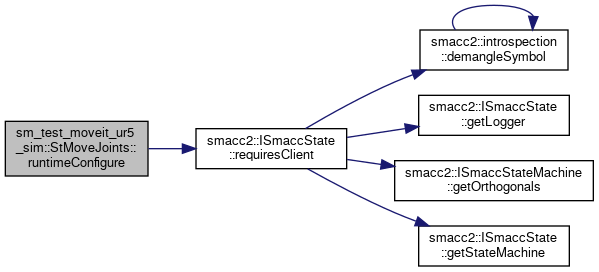 sm_test_moveit_ur5
_sim::StMoveJoints::
runtimeConfigure
smacc2::ISmaccState
::requiresClient
smacc2::introspection
::demangleSymbol
smacc2::ISmaccState
::getLogger
smacc2::ISmaccStateMachine
::getOrthogonals
smacc2::ISmaccState
::getStateMachine